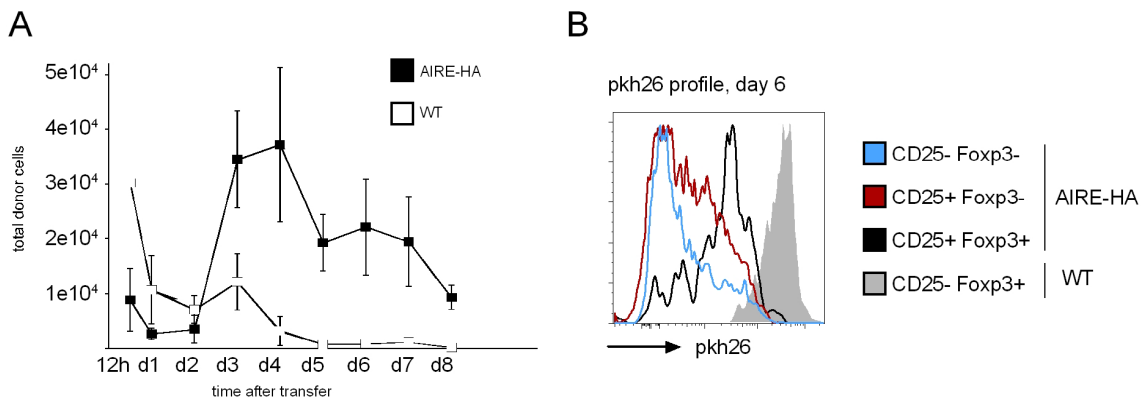 A
5e10⁴
4e10⁴
3e10⁴
2e10⁴
1e10⁴
total donor cells
AIRE-HA
WT
12h d1 d2 d3 d4 d5 d6 d7 d8
time after transfer
B
pkh26 profile, day 6
pkh26
CD25- Foxp3-
CD25+ Foxp3-
CD25+ Foxp3+
CD25- Foxp3+
AIRE-HA
WT